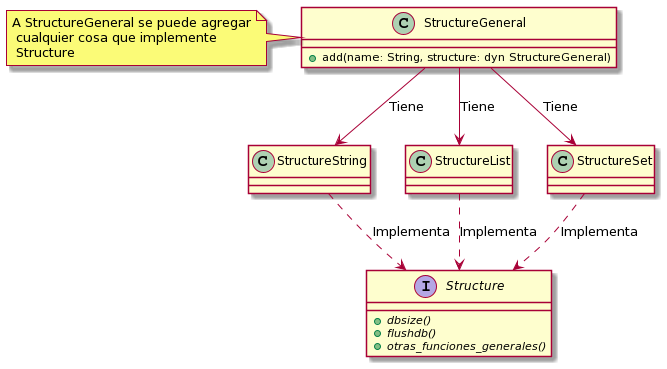 A StructureGeneral se puede agregar
cualquier cosa que implemente
Structure
C StructureGeneral
add(name: String, structure: dyn StructureGeneral)
Tiene
Tiene
Tiene
C StructureString
C StructureList
C StructureSet
Implementa
Implementa
Implementa
I Structure
dbsize()
flushdb()
otras_funciones_generales()